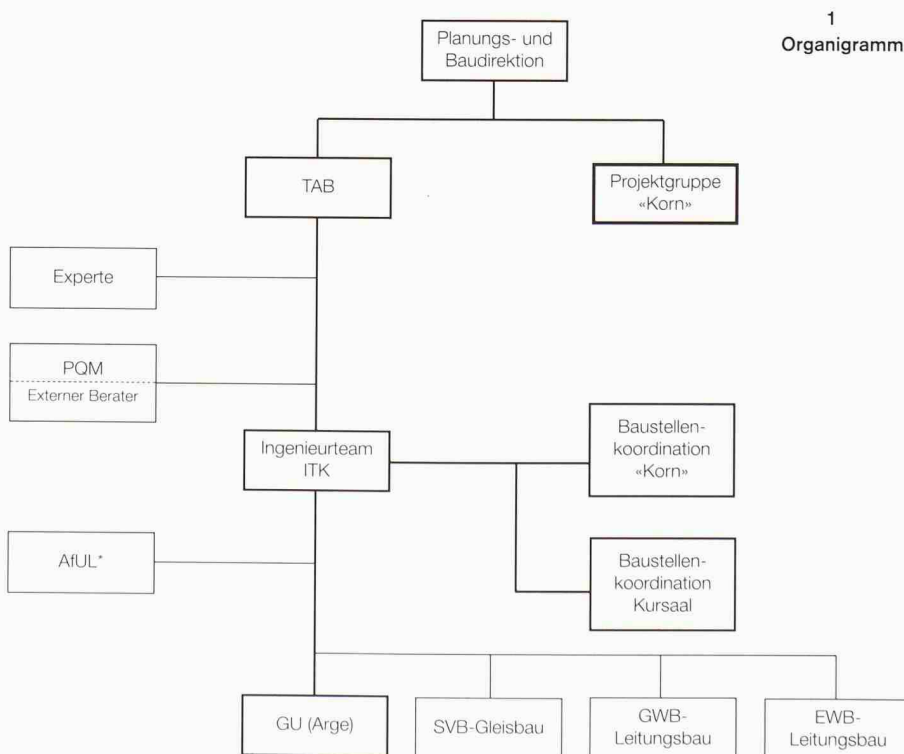 1
Organigramm
Planungs- und
Baudirektion
TAB
Projektgruppe
«Korn»
Experte
PQM
Externer Berater
Ingenieurteam
ITK
Baustellen-
koordination
«Korn»
AfUL*
Baustellen-
koordination
Kursaal
GU (Arge)
SVB-Gleisbau
GWB-
Leitungsbau
EWB-
Leitungsbau